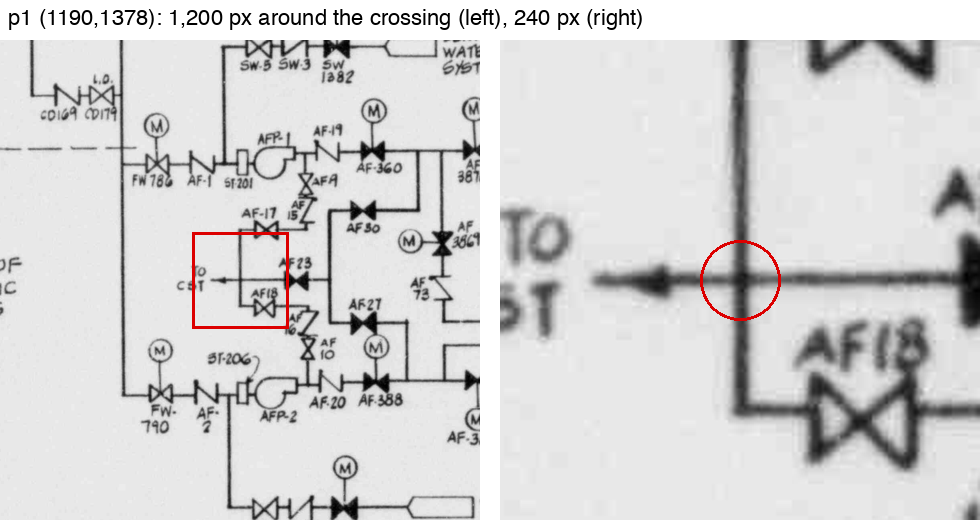 p1 (1190,1378): 1,200 px around the crossing (left), 240 px (right)
WATE
SYST
SW-5 SW-3 SW 1382
L.O.
CD169 CD179
M
M
M
AFP-1
AF-19
FW 786
AF-1
ST-201
AF-360
AF
387
AF9
AF
15
AF-17
AF30
AF
3869
M
OF
IC
TO
CST
AF23
AF
73
AF18
AF
16
AF27
AF
10
ST-206
M
M
FW-
790
AF-
2
AFP-2
AF-20
AF-388
M
AF-3
M
TO
ST
A
AF18